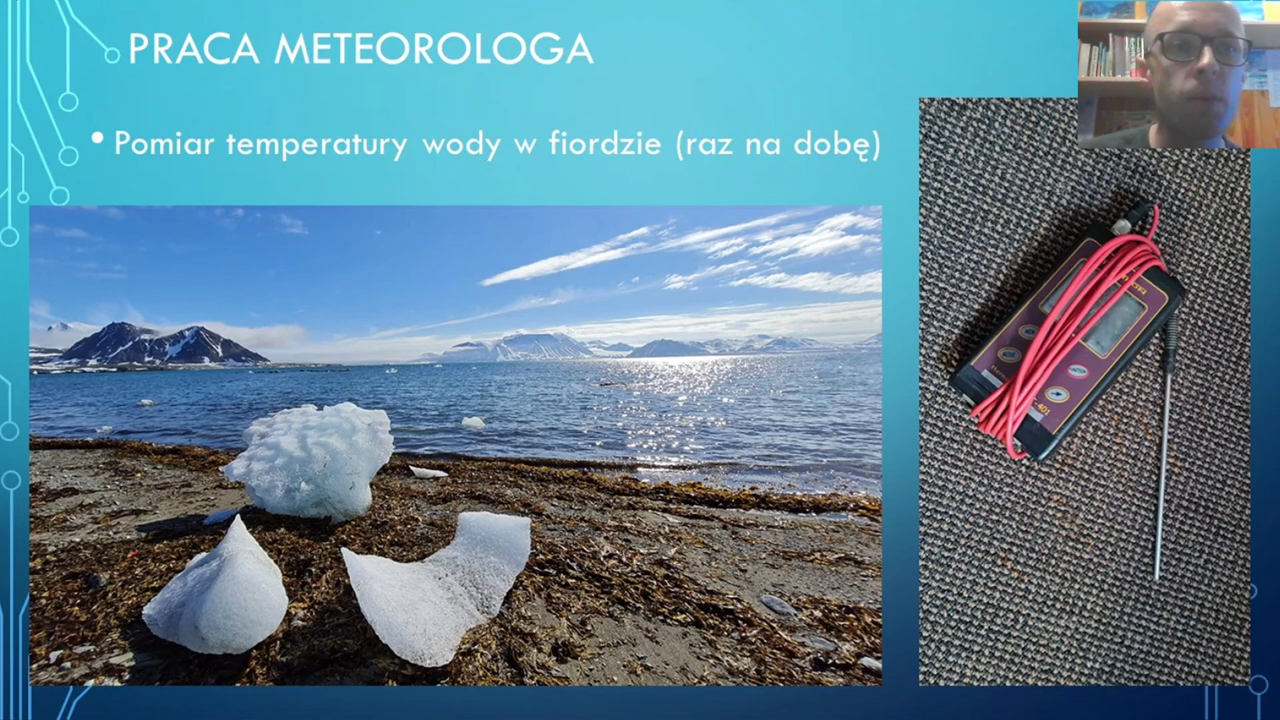 PRACA METEOROLOGA
• Pomiar temperatury wody w fiordzie (raz na dobę)